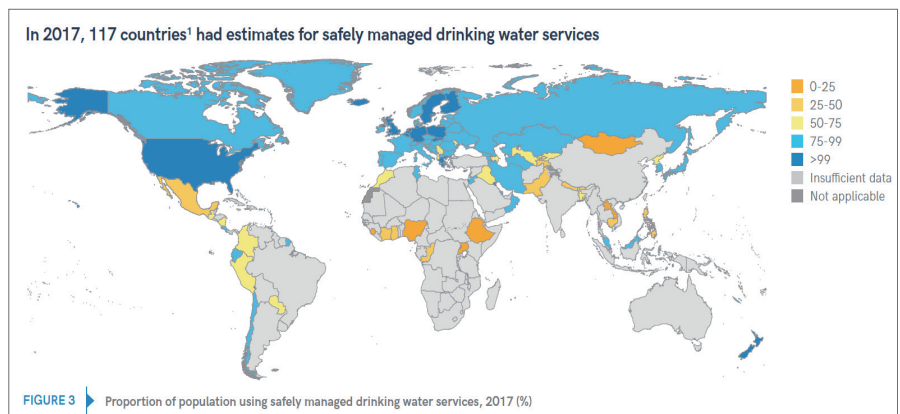 In 2017, 117 countries¹ had estimates for safely managed drinking water services
0-25
25-50
50-75
75-99
>99
Insufficient data
Not applicable
FIGURE 3 Proportion of population using safely managed drinking water services, 2017 (%)